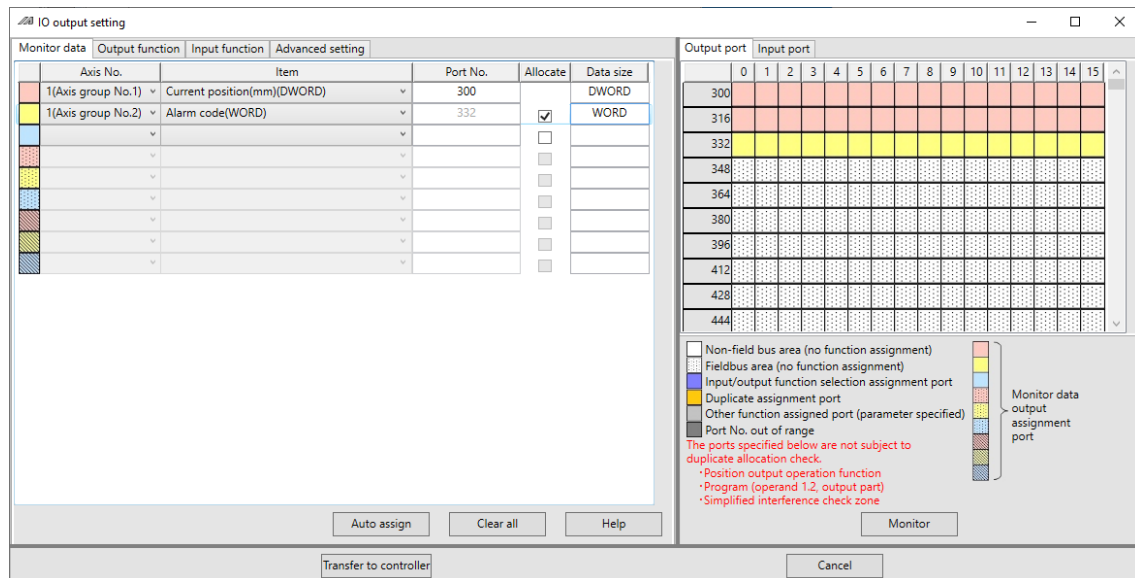 IO output setting
Monitor data Output function Input function Advanced setting
Axis No. Item Port No. Allocate Data size
1(Axis group No.1) Current position(mm)(DWORD) 300 DWORD
1(Axis group No.2) Alarm code(WORD) 332 WORD
Auto assign Clear all Help
Output port Input port
0 1 2 3 4 5 6 7 8 9 10 11 12 13 14 15
300
316
332
348
364
380
396
412
428
444
Non-field bus area (no function assignment)
Fieldbus area (no function assignment)
Input/output function selection assignment port
Duplicate assignment port
Other function assigned port (parameter specified)
Port No. out of range
Monitor data
output
assignment
port
The ports specified below are not subject to
duplicate allocation check.
・Position output operation function
・Program (operand 1.2, output part)
・Simplified interference check zone
Monitor
Transfer to controller Cancel